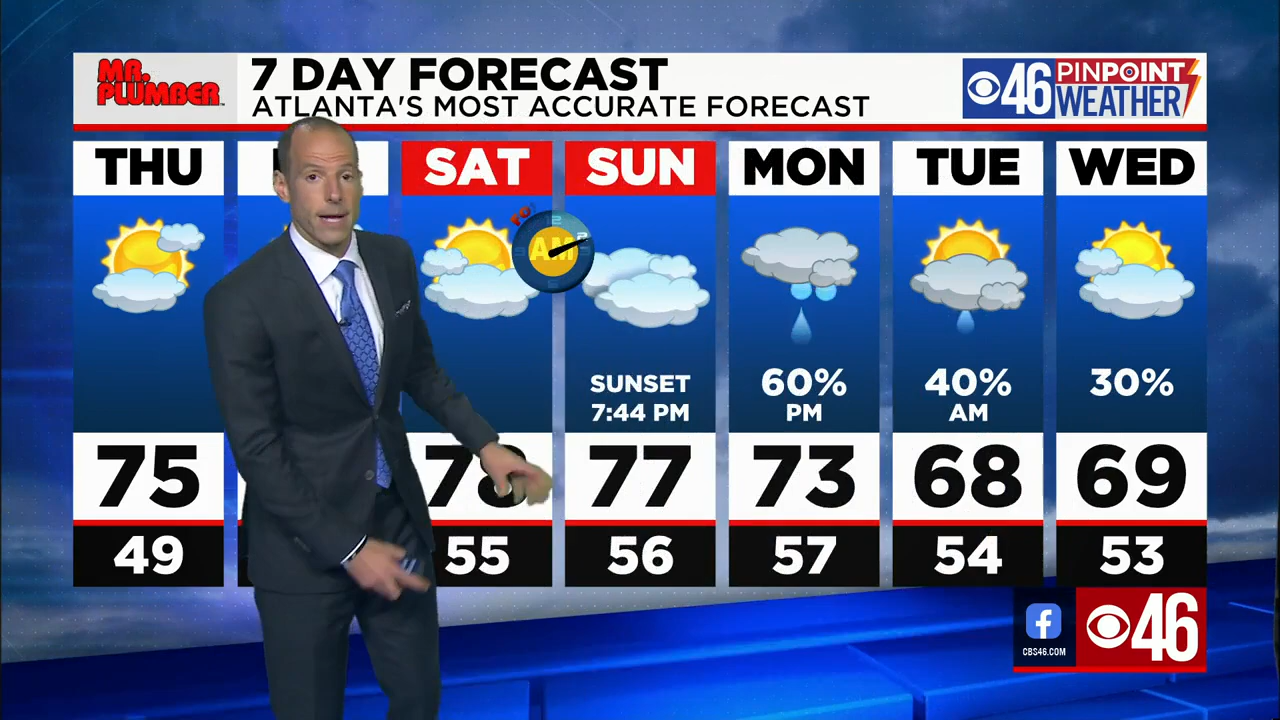 MR.
PLUMBER
7 DAY FORECAST
ATLANTA'S MOST ACCURATE FORECAST
46
PINPOINT
WEATHER
THU
SAT
SUN
MON
TUE
WED
AM
SUNSET
7:44 PM
60%
PM
40%
AM
30%
75
78
77
73
68
69
49
55
56
57
54
53
f
CBS46.COM
46